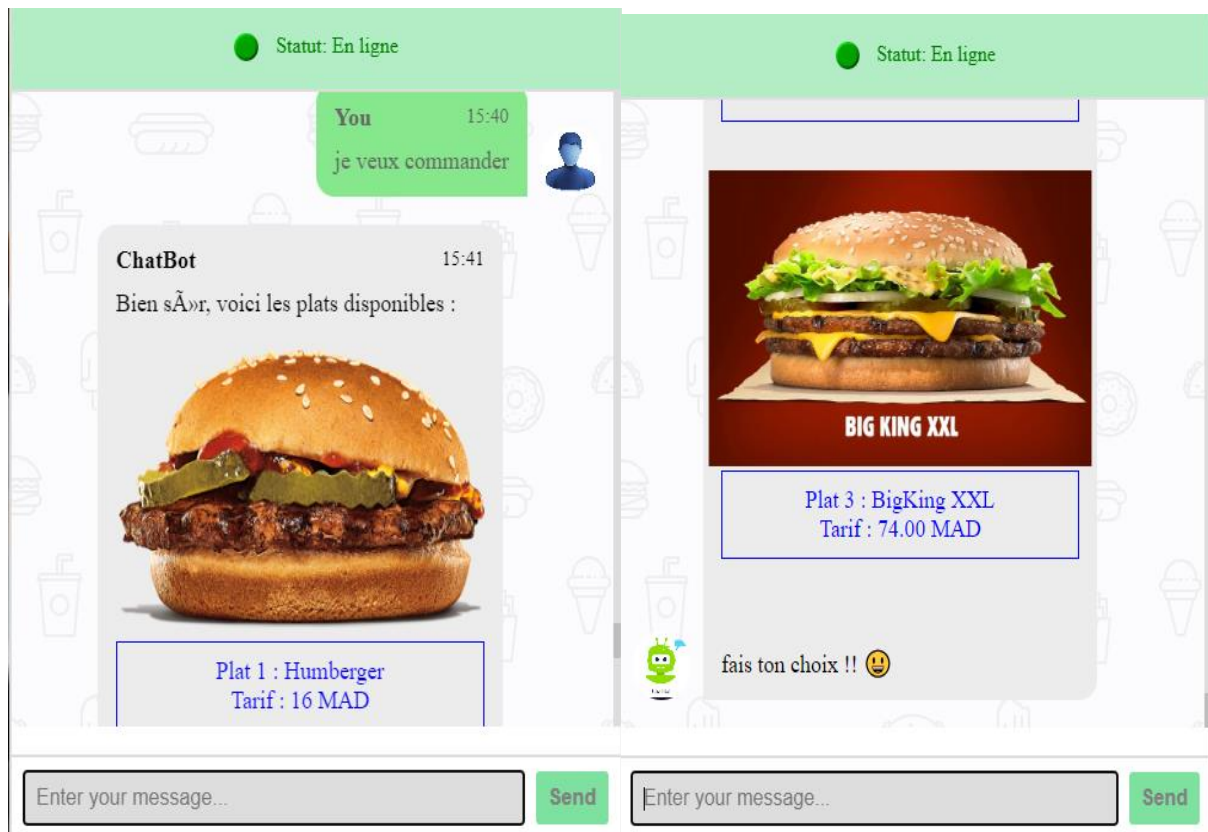 Statut: En ligne
You 15:40
je veux commander
ChatBot 15:41
Bien sÃ»r, voici les plats disponibles :
Plat 1 : Humberger
Tarif : 16 MAD
Enter your message...
Send
Statut: En ligne
BIG KING XXL
Plat 3 : BigKing XXL
Tarif : 74.00 MAD
fais ton choix !! 😃
Enter your message...
Send